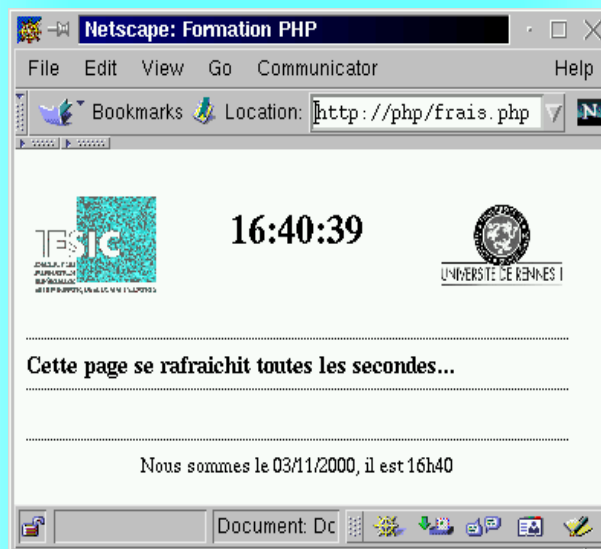 Netscape: Formation PHP
File Edit View Go Communicator Help
Bookmarks Location: http://php/frais.php N
IFSIC
16:40:39
UNIVERSITE DE RENNES 1
Cette page se rafraichit toutes les secondes...
Nous sommes le 03/11/2000, il est 16h40
Document: Dc